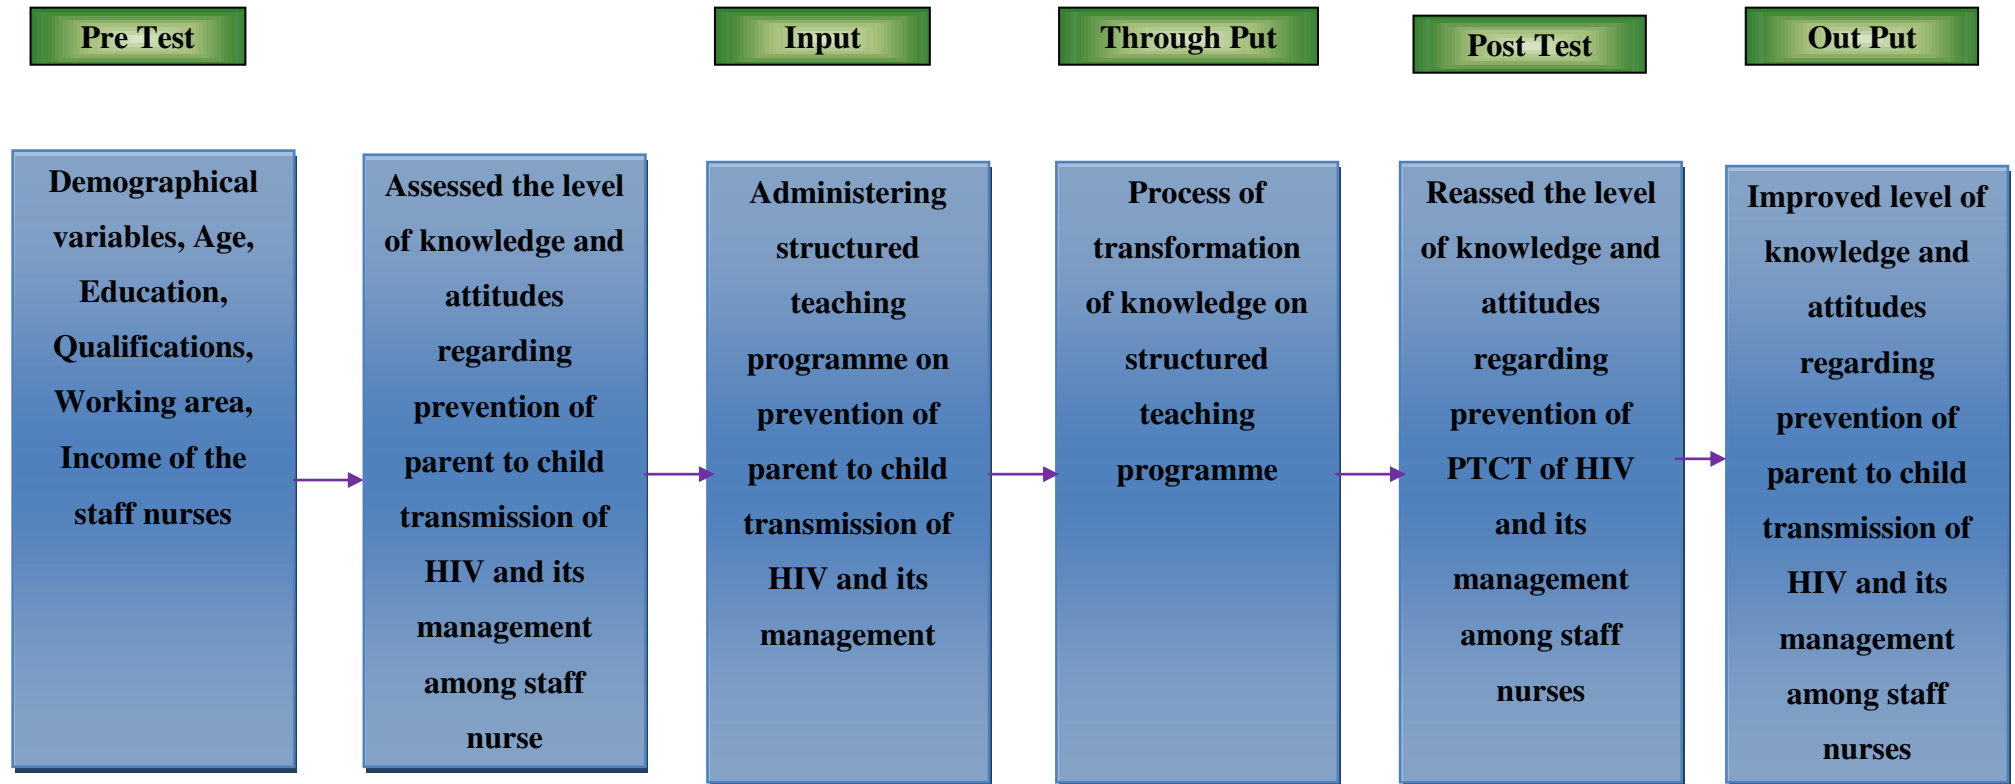 Pre Test
Input
Through Put
Post Test
Out Put
Demographical
variables, Age,
Education,
Qualifications,
Working area,
Income of the
staff nurses
Assessed the level
of knowledge and
attitudes
regarding
prevention of
parent to child
transmission of
HIV and its
management
among staff
nurse
Administering
structured
teaching
programme on
prevention of
parent to child
transmission of
HIV and its
management
Process of
transformation
of knowledge on
structured
teaching
programme
Reassed the level
of knowledge and
attitudes
regarding
prevention of
PTCT of HIV
and its
management
among staff
nurses
Improved level of
knowledge and
attitudes
regarding
prevention of
parent to child
transmission of
HIV and its
management
among staff
nurses